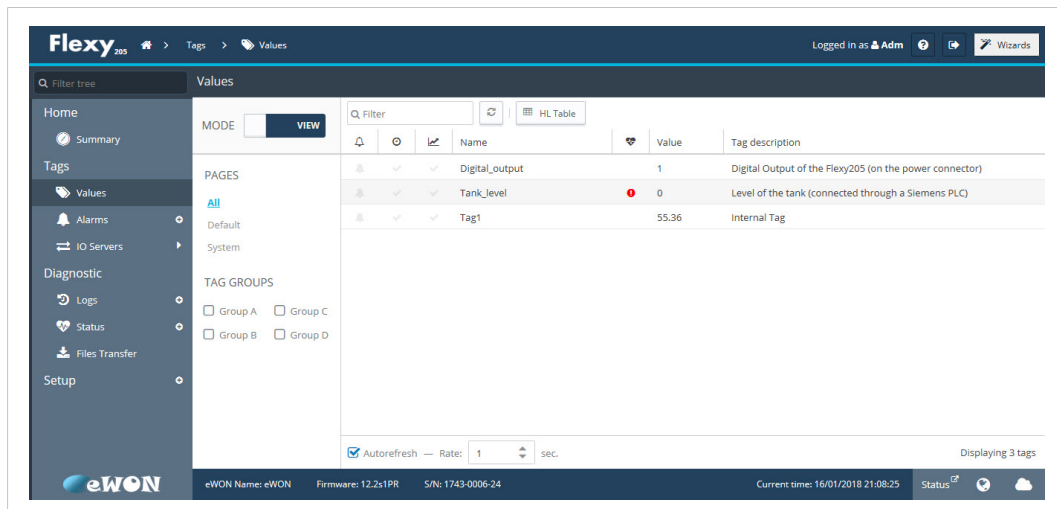 Flexy 205 > Tags > Values Logged in as Adm Wizards
Filter tree
Values
Home
Summary
Tags
Values
Alarms
IO Servers
Diagnostic
Logs
Status
Files Transfer
Setup
MODE VIEW
PAGES
All
Default
System
TAG GROUPS
Group A Group C
Group B Group D
Filter HL Table
Name Value Tag description
Digital_output 1 Digital Output of the Flexy205 (on the power connector)
Tank_level 0 Level of the tank (connected through a Siemens PLC)
Tag1 55.36 Internal Tag
Autorefresh — Rate: 1 sec. Displaying 3 tags
eWON eWON Name: eWON Firmware: 12.2s1PR S/N: 1743-0006-24 Current time: 16/01/2018 21:08:25 Status